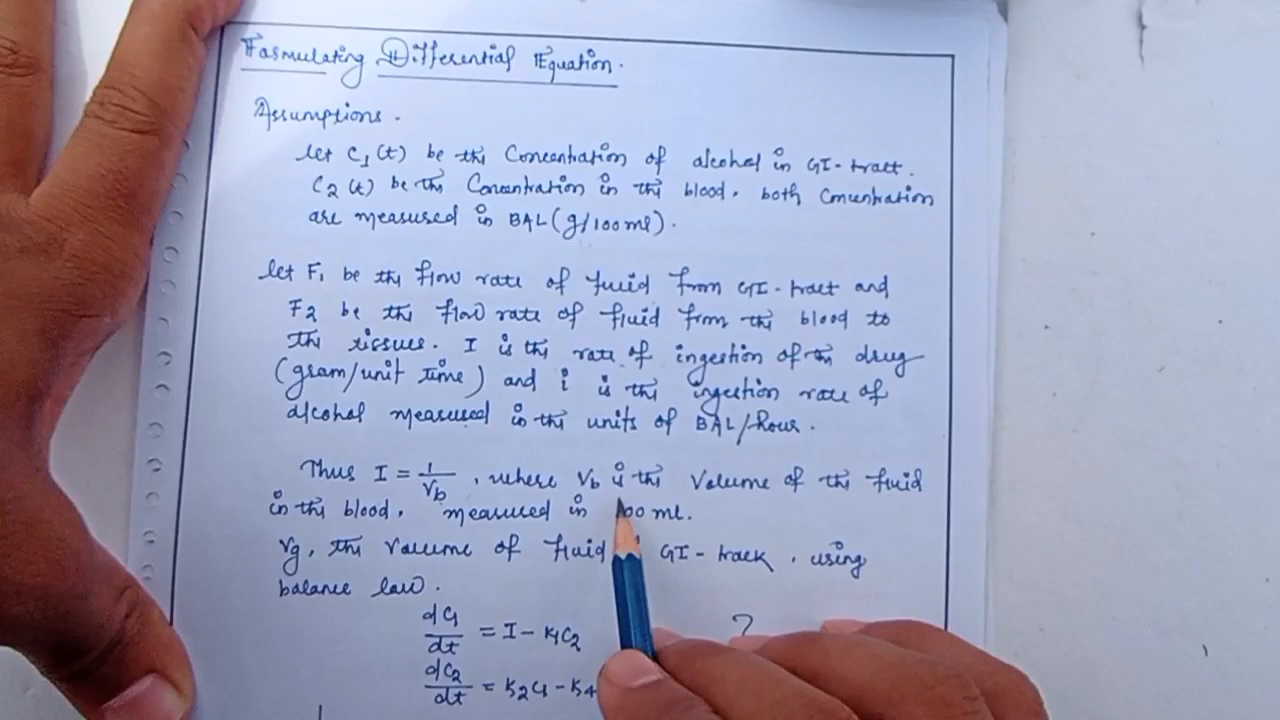 Formulating Differential Equation.
Assumptions.
let C₁(t) be the Concentration of alcohol in GI-tract.
C₂(t) be the Concentration in the blood. both Concentration
are measured in BAL (g/100ml).
let F₁ be the flow rate of fluid from GI-tract and
F₂ be the flow rate of fluid from the blood to
the tissues. I is the rate of ingestion of the drug
(gram/unit time) and i is the ingestion rate of
alcohol measured in the units of BAL/hour.
Thus I = 1/Vb, where Vb is the Volume of the fluid
in the blood, measured in 100 ml.
Vg, the Volume of fluid GI-track, using
balance law.
dC₁/dt = I - K₁C₂
dC₂/dt = K₂C₁ - K₄